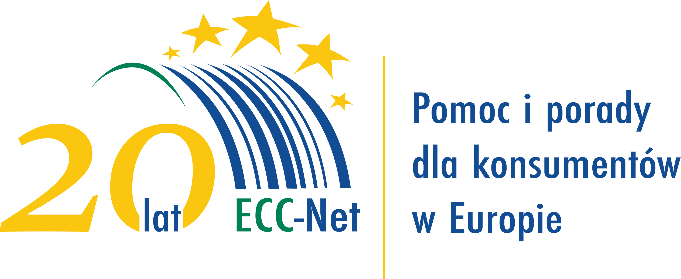 20 lat ECC-Net
Pomoc i porady
dla konsumentów
w Europie